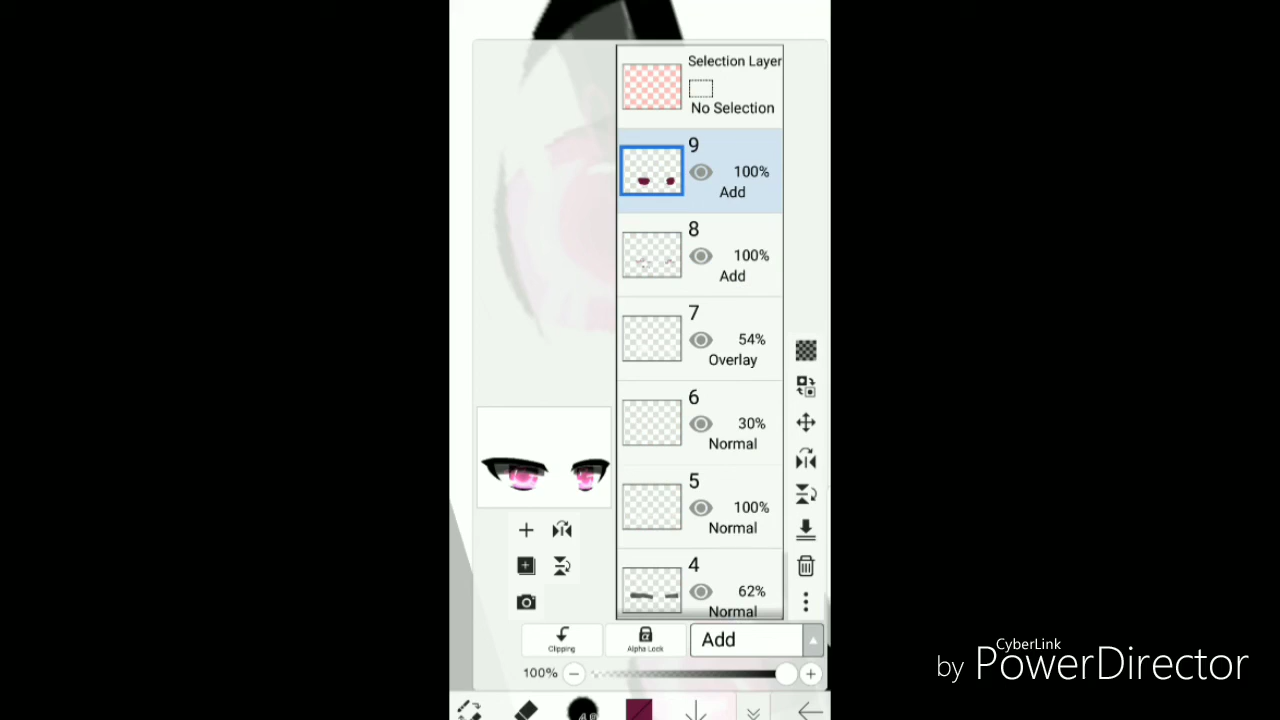 Selection Layer
No Selection
9
100%
Add
8
100%
Add
7
54%
Overlay
6
30%
Normal
5
100%
Normal
4
62%
Normal
Clipping
Alpha Lock
Add
100%
CyberLink
by PowerDirector